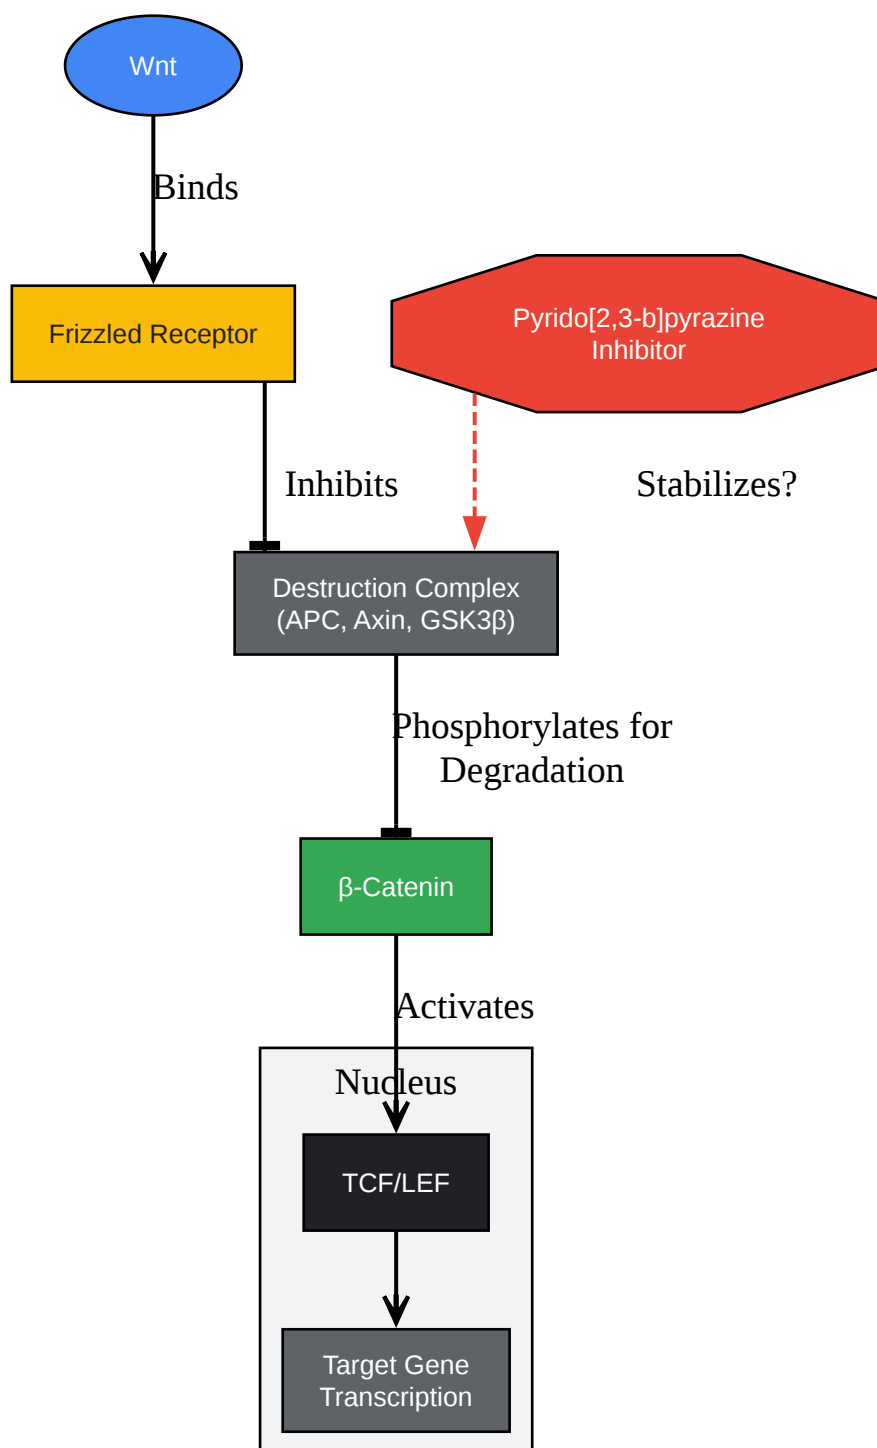 Wnt
Binds
Frizzled Receptor
Pyrido[2,3-b]pyrazine
Inhibitor
Inhibits
Stabilizes?
Destruction Complex
(APC, Axin, GSK3β)
Phosphorylates for
Degradation
β-Catenin
Activates
Nucleus
TCF/LEF
Target Gene
Transcription